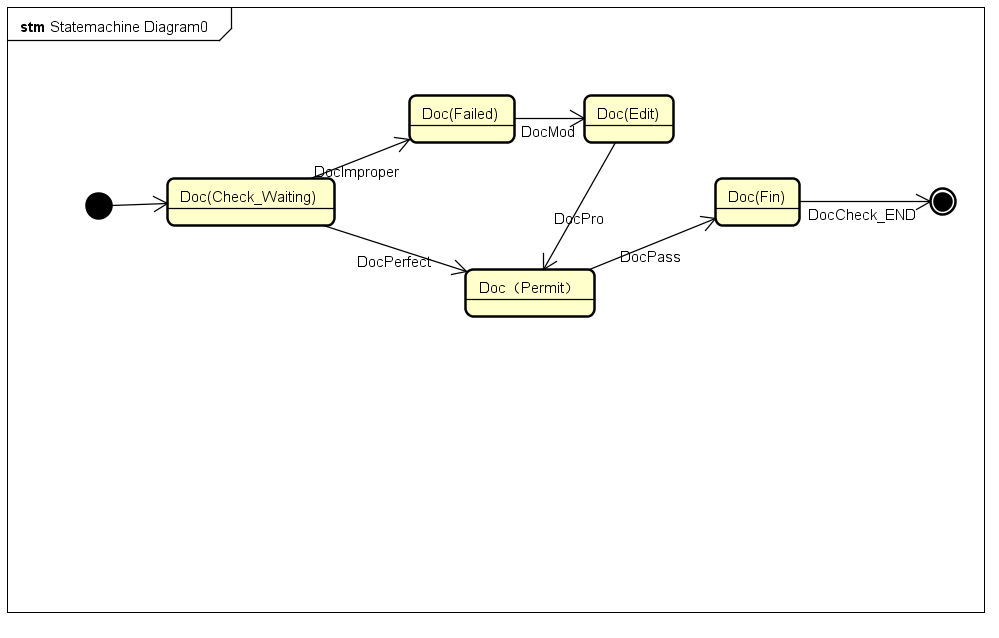 stm Statemachine Diagram0
Doc(Failed)
Doc(Edit)
DocMod
DocImproper
Doc(Check_Waiting)
Doc(Fin)
DocPro
DocCheck_END
DocPerfect
DocPass
Doc（Permit）